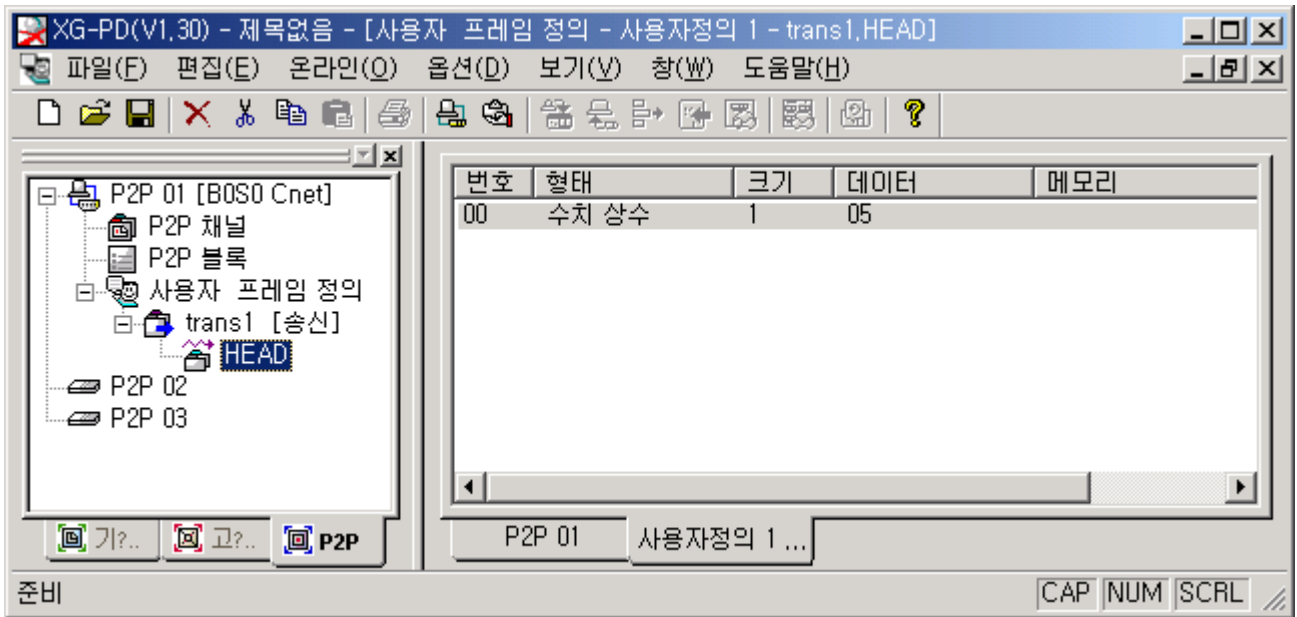 XG-PD(V1,30) - 제목없음 - [사용자 프레임 정의 - 사용자정의 1 - trans1,HEAD]
파일(F) 편집(E) 온라인(O) 옵션(D) 보기(V) 창(W) 도움말(H)
P2P 01 [B0S0 Cnet]
P2P 채널
P2P 블록
사용자 프레임 정의
trans1 [송신]
HEAD
P2P 02
P2P 03
기?.. 고?.. P2P
번호 형태 크기 데이터 메모리
00 수치 상수 1 05
P2P 01 사용자정의 1 ...
준비 CAP NUM SCRL